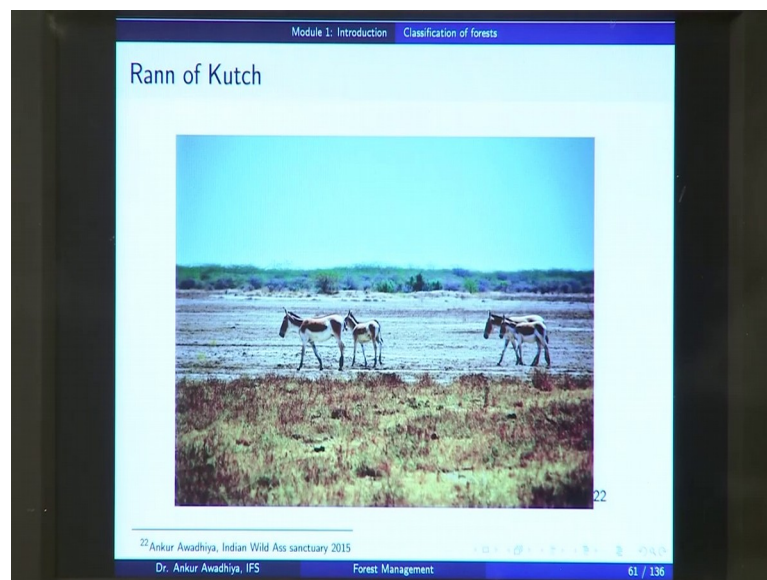 Module 1: Introduction Classification of forests
Rann of Kutch
22
22 Ankur Awadhiya, Indian Wild Ass sanctuary 2015
Dr. Ankur Awadhiya, IFS Forest Management 61 / 136